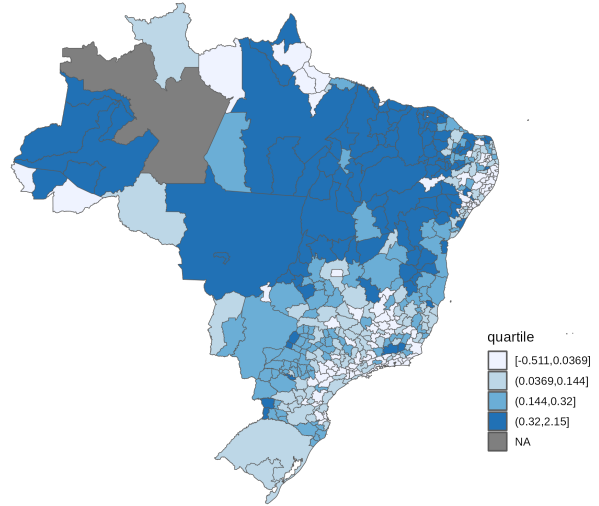 quartile
[-0.511,0.0369]
(0.0369,0.144]
(0.144,0.32]
(0.32,2.15]
NA